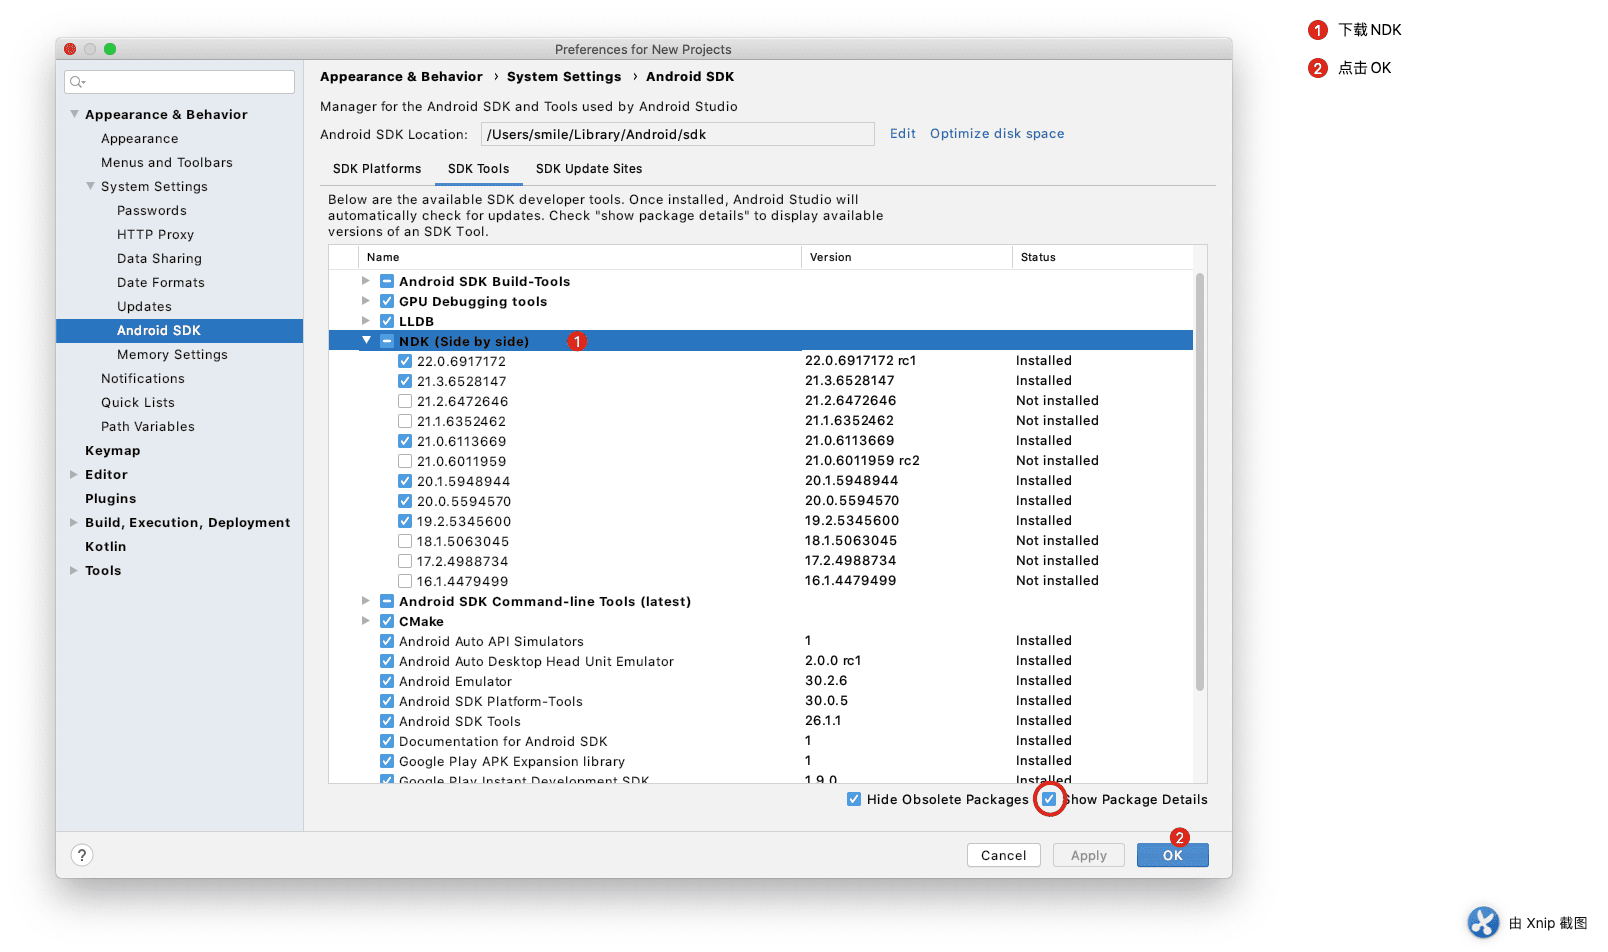 1 下载NDK
2 点击OK
Preferences for New Projects
Appearance & Behavior
Appearance
Menus and Toolbars
System Settings
Passwords
HTTP Proxy
Data Sharing
Date Formats
Updates
Android SDK
Memory Settings
Notifications
Quick Lists
Path Variables
Keymap
Editor
Plugins
Build, Execution, Deployment
Kotlin
Tools
Appearance & Behavior › System Settings › Android SDK
Manager for the Android SDK and Tools used by Android Studio
Android SDK Location: /Users/smile/Library/Android/sdk Edit Optimize disk space
SDK Platforms SDK Tools SDK Update Sites
Below are the available SDK developer tools. Once installed, Android Studio will
automatically check for updates. Check "show package details" to display available
versions of an SDK Tool.
Name Version Status
Android SDK Build-Tools
GPU Debugging tools
LLDB
NDK (Side by side) 1
22.0.6917172 22.0.6917172 rc1 Installed
21.3.6528147 21.3.6528147 Installed
21.2.6472646 21.2.6472646 Not installed
21.1.6352462 21.1.6352462 Not installed
21.0.6113669 21.0.6113669 Installed
21.0.6011959 21.0.6011959 rc2 Not installed
20.1.5948944 20.1.5948944 Installed
20.0.5594570 20.0.5594570 Installed
19.2.5345600 19.2.5345600 Installed
18.1.5063045 18.1.5063045 Not installed
17.2.4988734 17.2.4988734 Not installed
16.1.4479499 16.1.4479499 Not installed
Android SDK Command-line Tools (latest)
CMake
Android Auto API Simulators 1 Installed
Android Auto Desktop Head Unit Emulator 2.0.0 rc1 Installed
Android Emulator 30.2.6 Installed
Android SDK Platform-Tools 30.0.5 Installed
Android SDK Tools 26.1.1 Installed
Documentation for Android SDK 1 Installed
Google Play APK Expansion library 1 Installed
Google Play Instant Development SDK 1.9.0 Installed
Hide Obsolete Packages Show Package Details
2
? Cancel Apply OK
由 Xnip 截图